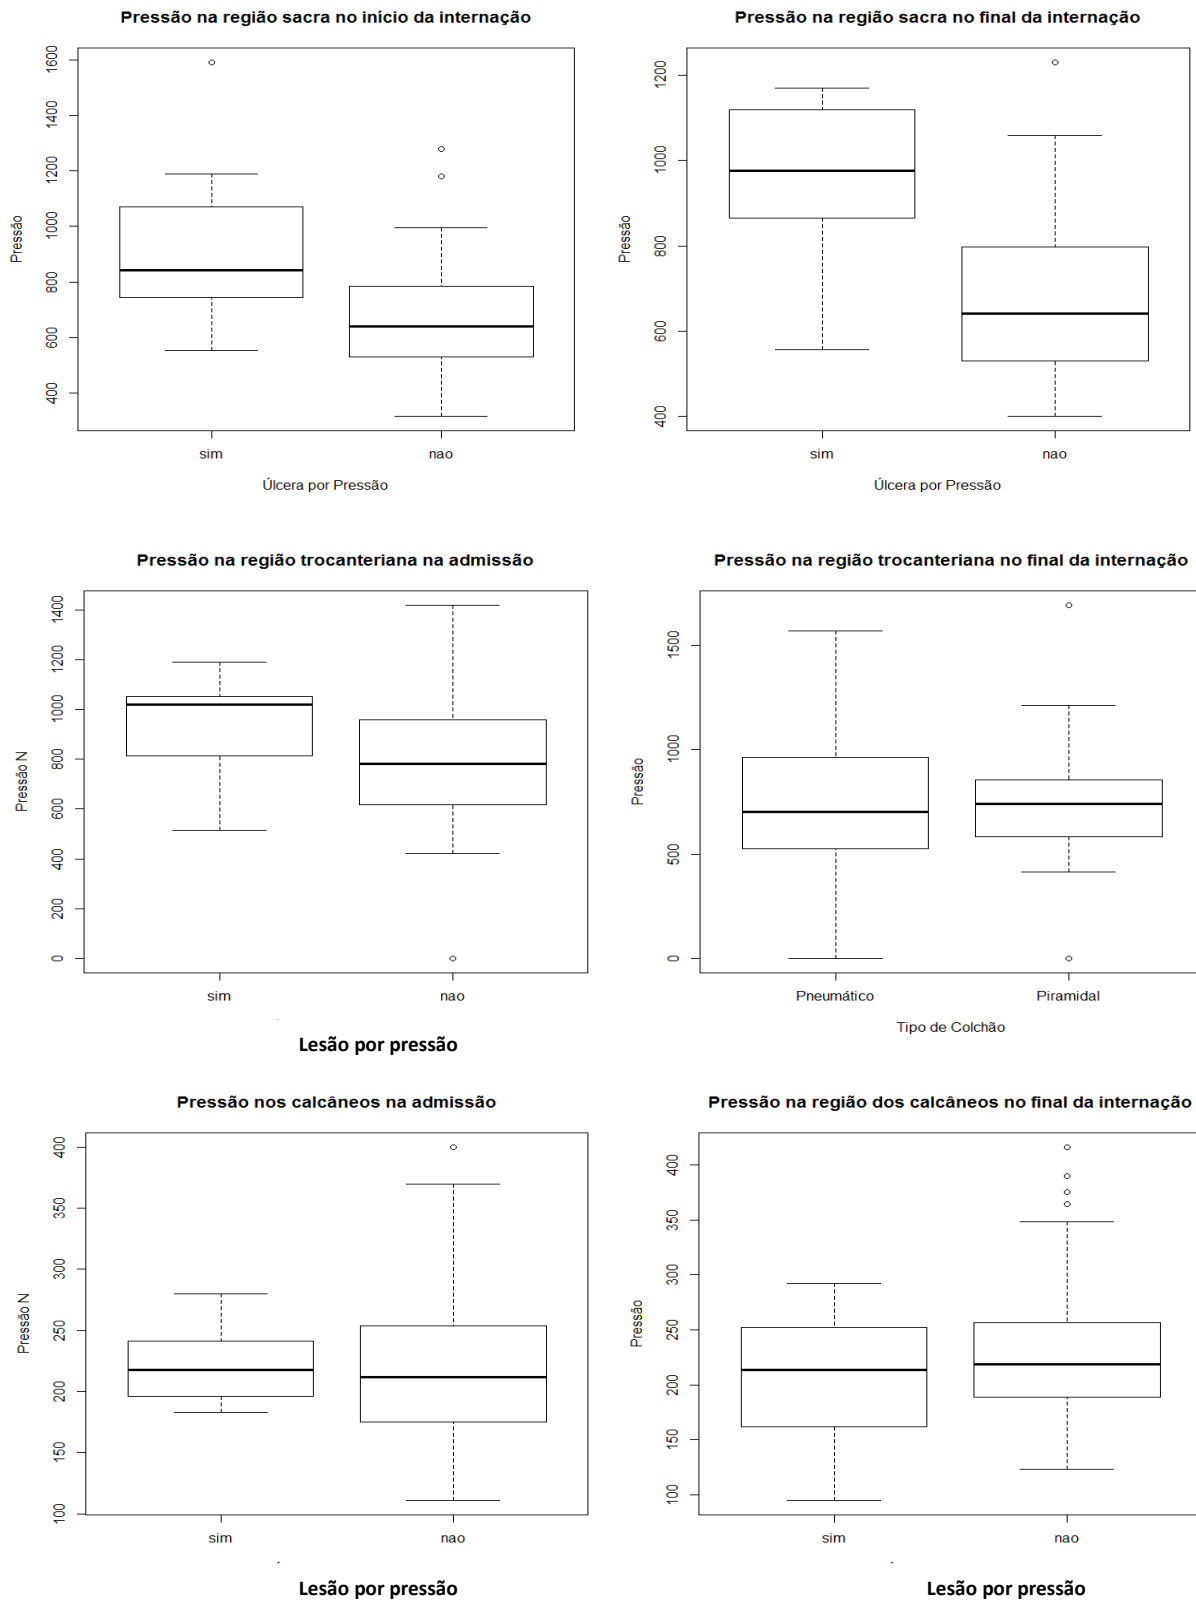 Pressão na região sacra no início da internação
1600
1400
1200
1000
800
600
400
Pressão
sim
nao
Úlcera por Pressão
Pressão na região sacra no final da internação
1200
1000
800
600
400
Pressão
sim
nao
Úlcera por Pressão
Pressão na região trocanteriana na admissão
1400
1200
1000
800
600
400
200
0
Pressão N
sim
nao
Lesão por pressão
Pressão na região trocanteriana no final da internação
1500
1000
500
0
Pressão
Pneumático
Piramidal
Tipo de Colchão
Pressão nos calcâneos na admissão
400
350
300
250
200
150
100
Pressão N
sim
nao
Lesão por pressão
Pressão na região dos calcâneos no final da internação
400
350
300
250
200
150
100
Pressão
sim
nao
Lesão por pressão